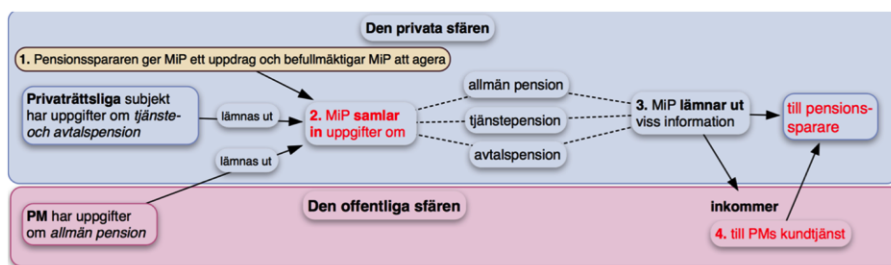 Den privata sfären
1. Pensionsspararen ger MiP ett uppdrag och befullmäktigar MiP att agera
Privaträttsliga subjekt
har uppgifter om tjänste-
och avtalspension
lämnas ut
2. MiP samlar
in uppgifter om
allmän pension
tjänstepension
avtalspension
3. MiP lämnar ut
viss information
till pensions-
sparare
lämnas ut
PM har uppgifter
om allmän pension
Den offentliga sfären
inkommer
4. till PMs kundtjänst